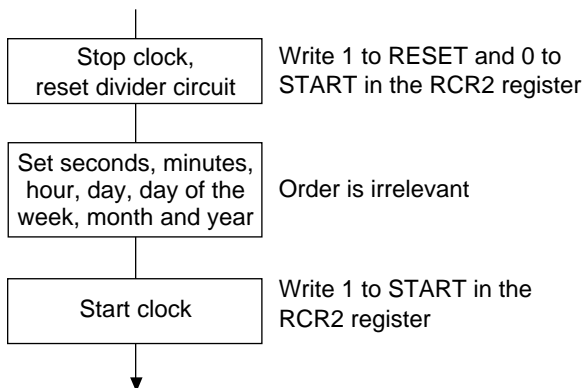 Stop clock,
reset divider circuit
Write 1 to RESET and 0 to
START in the RCR2 register
Set seconds, minutes,
hour, day, day of the
week, month and year
Order is irrelevant
Start clock
Write 1 to START in the
RCR2 register